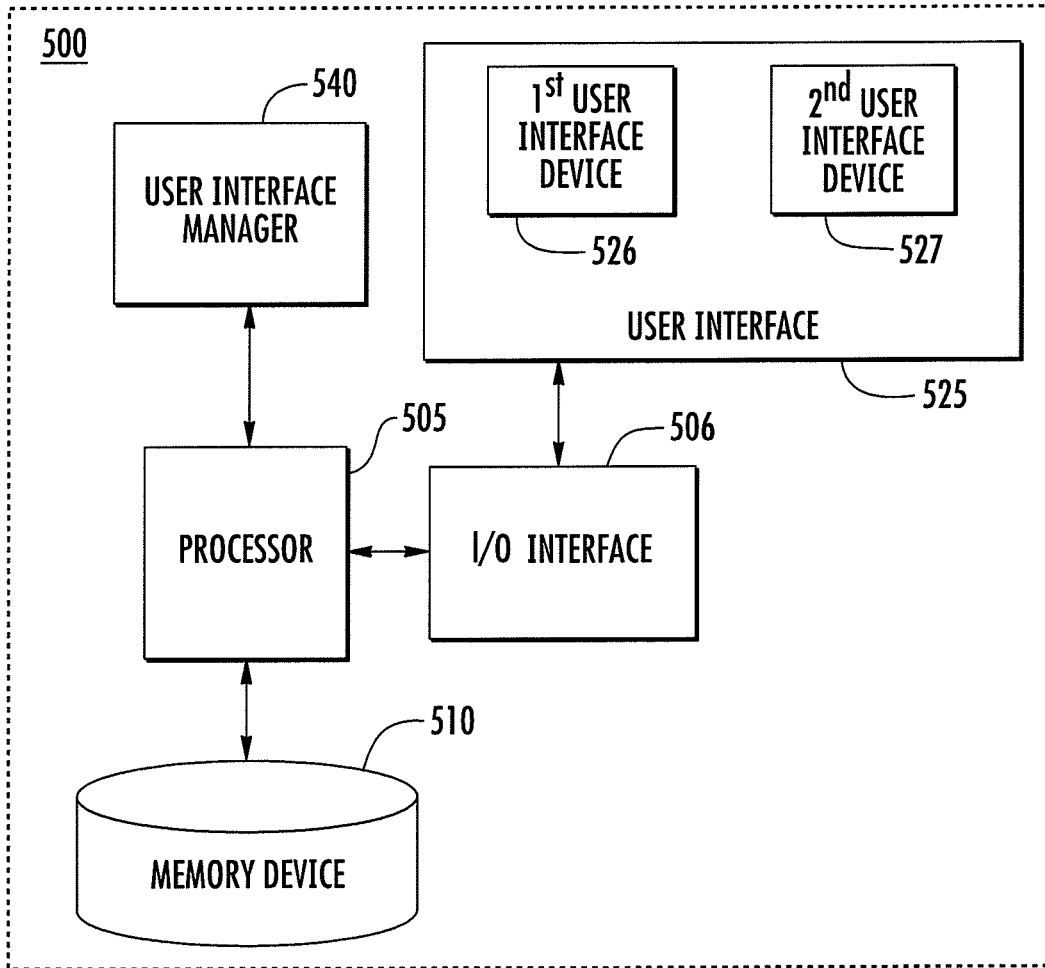 500
540
USER INTERFACE
MANAGER
1st USER
INTERFACE
DEVICE
526
2nd USER
INTERFACE
DEVICE
527
USER INTERFACE
525
505
PROCESSOR
506
I/O INTERFACE
510
MEMORY DEVICE